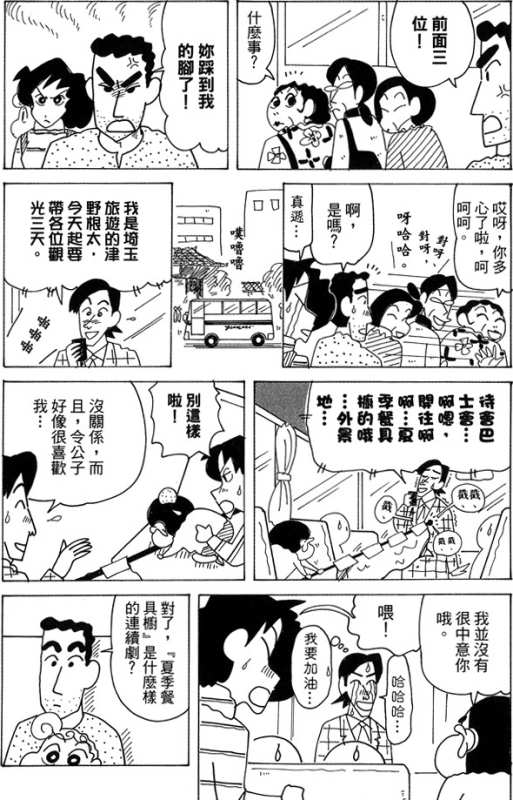 前面三
位！
什麼事？
妳踩到我
的腳了！
哎呀，你多
心了啦，呵
呵呵。
對呀
對呀，
呀哈哈。
啊，
是嗎？
真遜…
噗嚕嚕
我是埼玉
旅遊的津
野根太，
今天起要
帶各位觀
光三天。
待會巴
士會…
啊嗯，
開往啊
啊…夏
季餐具
櫥的哦
…外景
地…
戳戳
戳
戳戳
別這樣
啦！
沒關係，而
且，令公子
好像很喜歡
我…
我並沒有
很中意你
哦。
喂！
哈哈哈…
我要加油…
對了，『夏季餐
具櫥』是什麼樣
的連續劇？